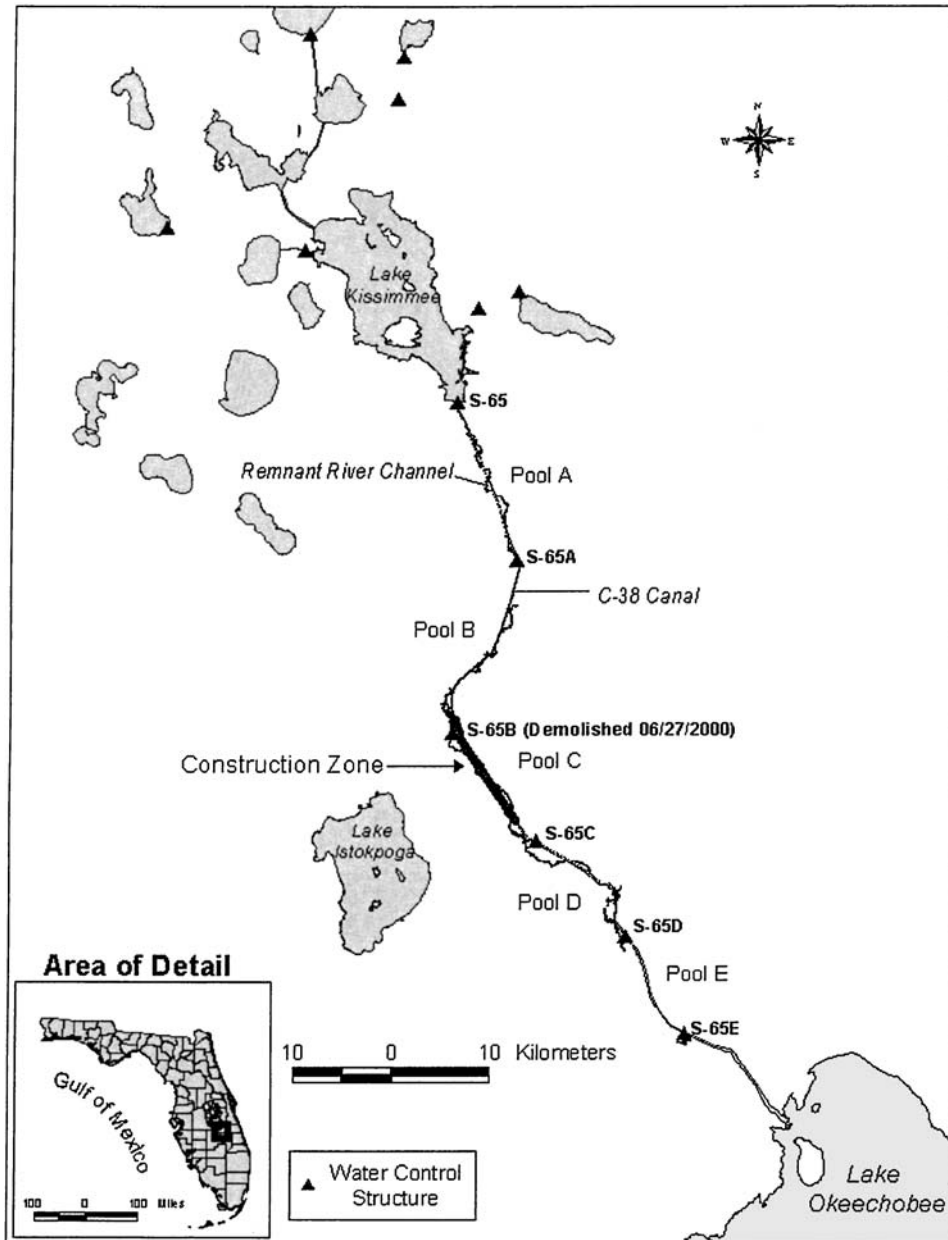 N
W E
S
Lake
Kissimmee
S-65
Remnant River Channel
Pool A
S-65A
C-38 Canal
Pool B
S-65B (Demolished 06/27/2000)
Construction Zone
Pool C
S-65C
Lake
Istokpoga
Pool D
S-65D
Pool E
S-65E
Area of Detail
Gulf of Mexico
100 0 100 Miles
10 0 10 Kilometers
Water Control
Structure
Lake
Okeechobee